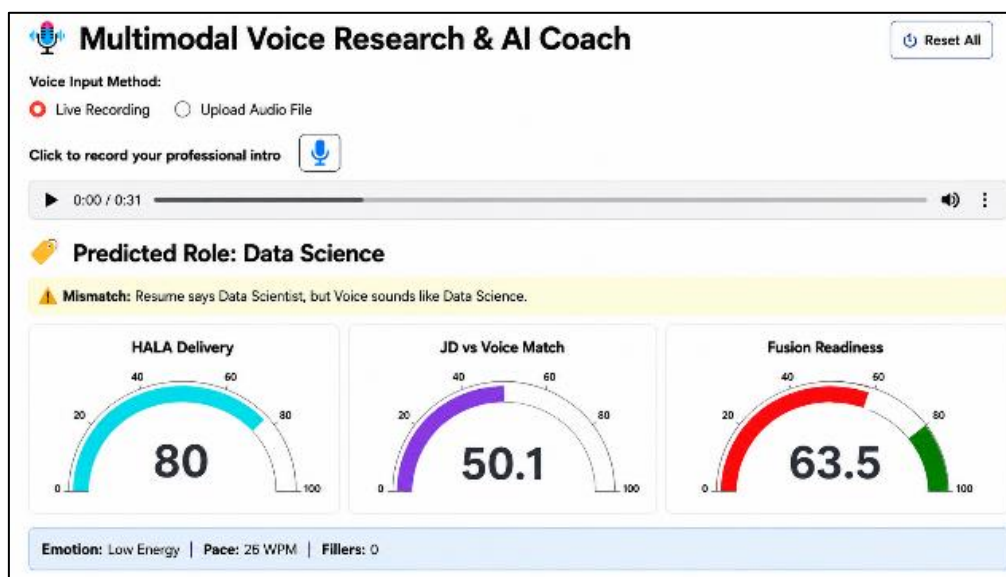 Multimodal Voice Research & AI Coach
Reset All
Voice Input Method:
Live Recording Upload Audio File
Click to record your professional intro
0:00 / 0:31
Predicted Role: Data Science
Mismatch: Resume says Data Scientist, but Voice sounds like Data Science.
HALA Delivery
0 20 40 60 80 100
80
JD vs Voice Match
0 20 40 60 80 100
50.1
Fusion Readiness
0 20 40 60 80 100
63.5
Emotion: Low Energy | Pace: 26 WPM | Fillers: 0